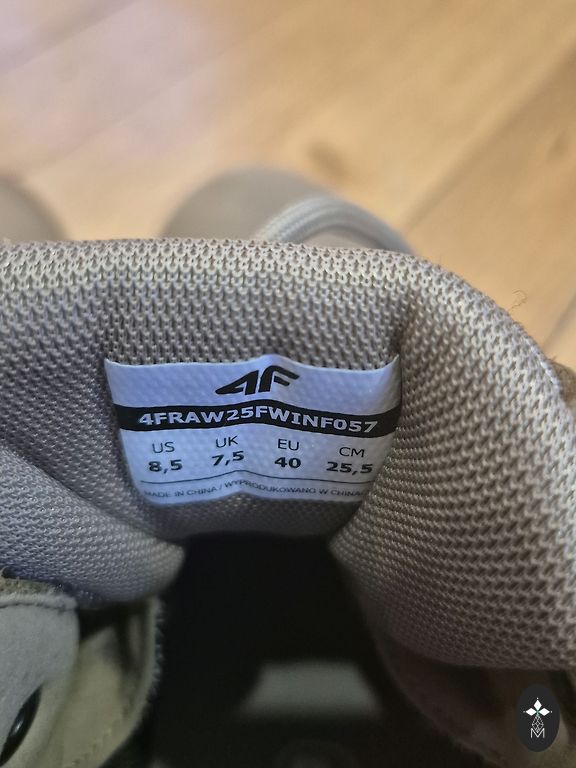 4F
4FRAW25FWINF057
US UK EU CM
8,5 7,5 40 25,5
MADE IN CHINA / WYPRODUKOWANO W CHINACH
M